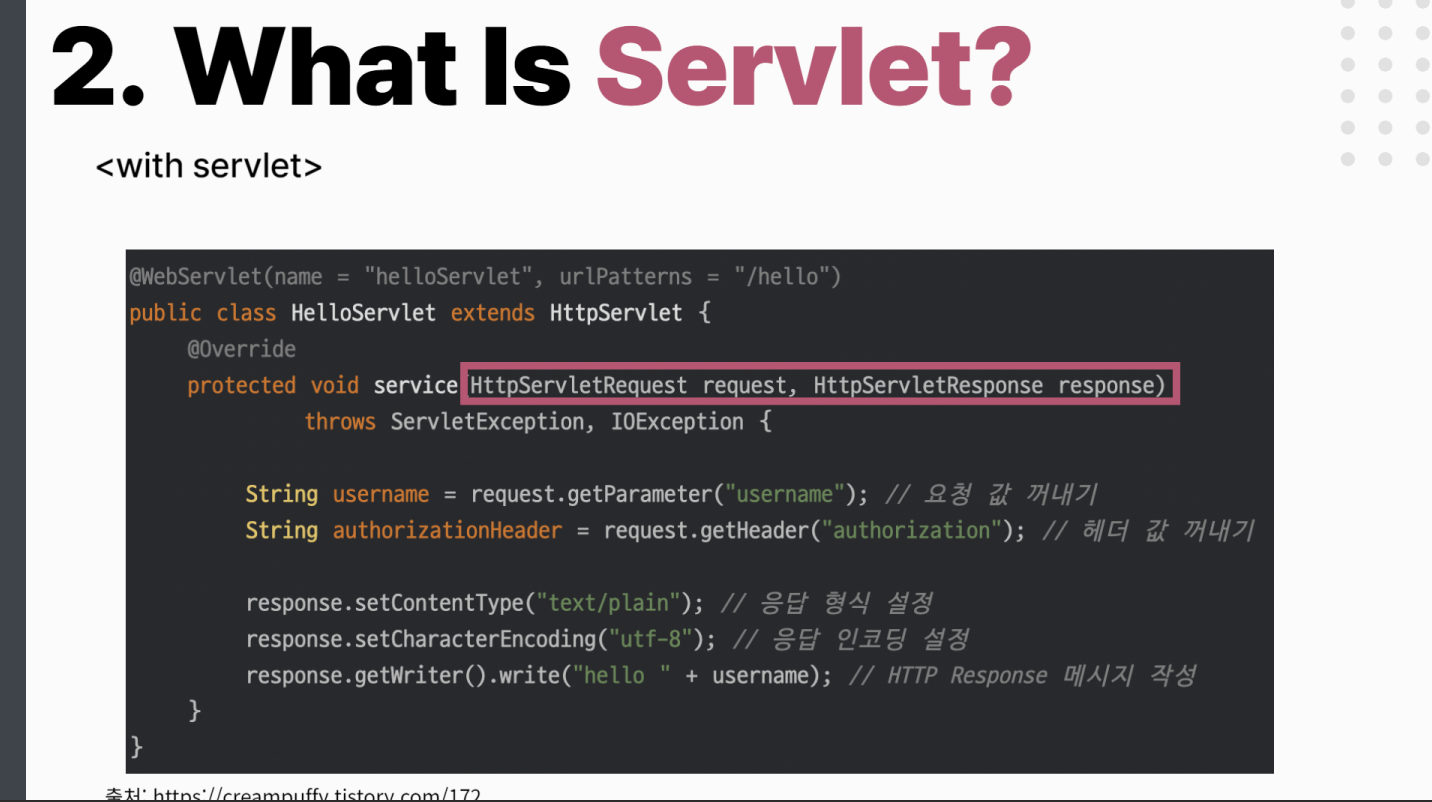 2. What Is Servlet?
<with servlet>
@WebServlet(name = "helloServlet", urlPatterns = "/hello")
public class HelloServlet extends HttpServlet {
@Override
protected void service(HttpServletRequest request, HttpServletResponse response)
throws ServletException, IOException {
String username = request.getParameter("username"); // 요청 값 꺼내기
String authorizationHeader = request.getHeader("authorization"); // 헤더 값 꺼내기
response.setContentType("text/plain"); // 응답 형식 설정
response.setCharacterEncoding("utf-8"); // 응답 인코딩 설정
response.getWriter().write("hello " + username); // HTTP Response 메시지 작성
}
}
출처: https://creampuffy.tistory.com/172